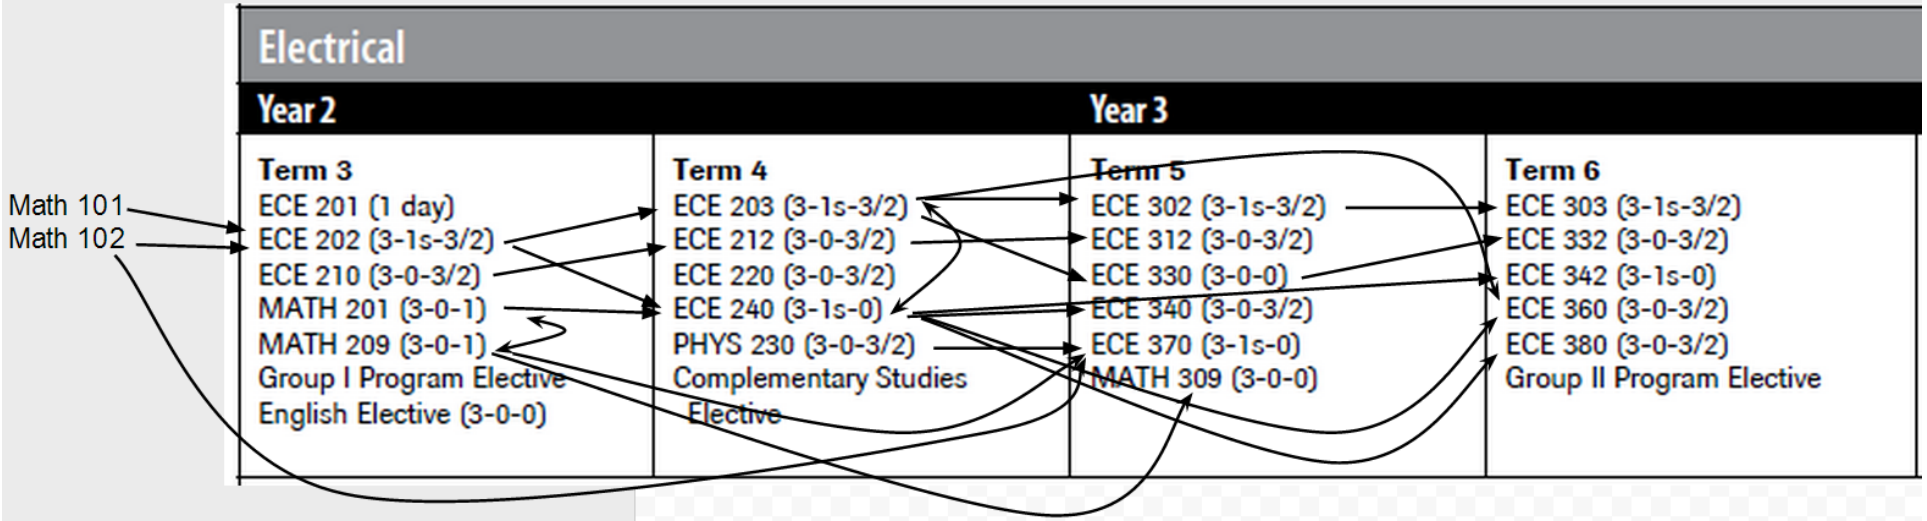 Electrical
Year 2
Year 3
Math 101
Math 102
Term 3
ECE 201 (1 day)
ECE 202 (3-1s-3/2)
ECE 210 (3-0-3/2)
MATH 201 (3-0-1)
MATH 209 (3-0-1)
Group I Program Elective
English Elective (3-0-0)
Term 4
ECE 203 (3-1s-3/2)
ECE 212 (3-0-3/2)
ECE 220 (3-0-3/2)
ECE 240 (3-1s-0)
PHYS 230 (3-0-3/2)
Complementary Studies
Elective
Term 5
ECE 302 (3-1s-3/2)
ECE 312 (3-0-3/2)
ECE 330 (3-0-0)
ECE 340 (3-0-3/2)
ECE 370 (3-1s-0)
MATH 309 (3-0-0)
Term 6
ECE 303 (3-1s-3/2)
ECE 332 (3-0-3/2)
ECE 342 (3-1s-0)
ECE 360 (3-0-3/2)
ECE 380 (3-0-3/2)
Group II Program Elective